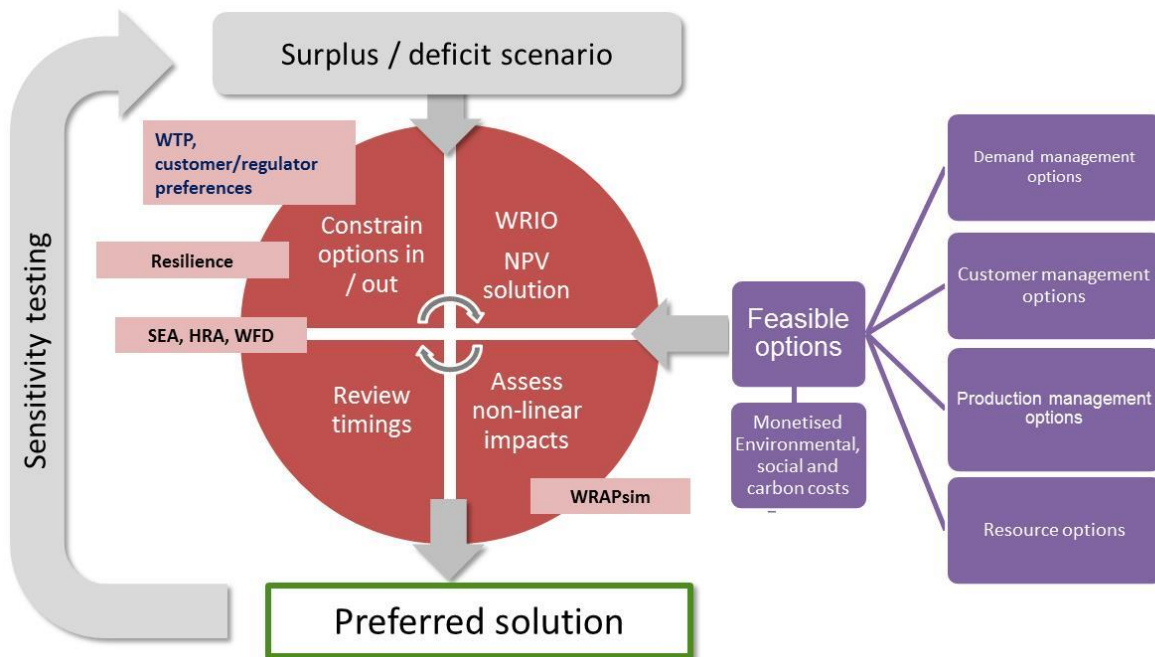 Surplus / deficit scenario
WTP,
customer/regulator
preferences
Constrain
options in
/ out
WRIO
NPV
solution
Resilience
SEA, HRA, WFD
Review
timings
Assess
non-linear
impacts
WRAPsim
Preferred solution
Sensitivity testing
Feasible
options
Monetised
Environmental,
social and
carbon costs
Demand management
options
Customer management
options
Production management
options
Resource options